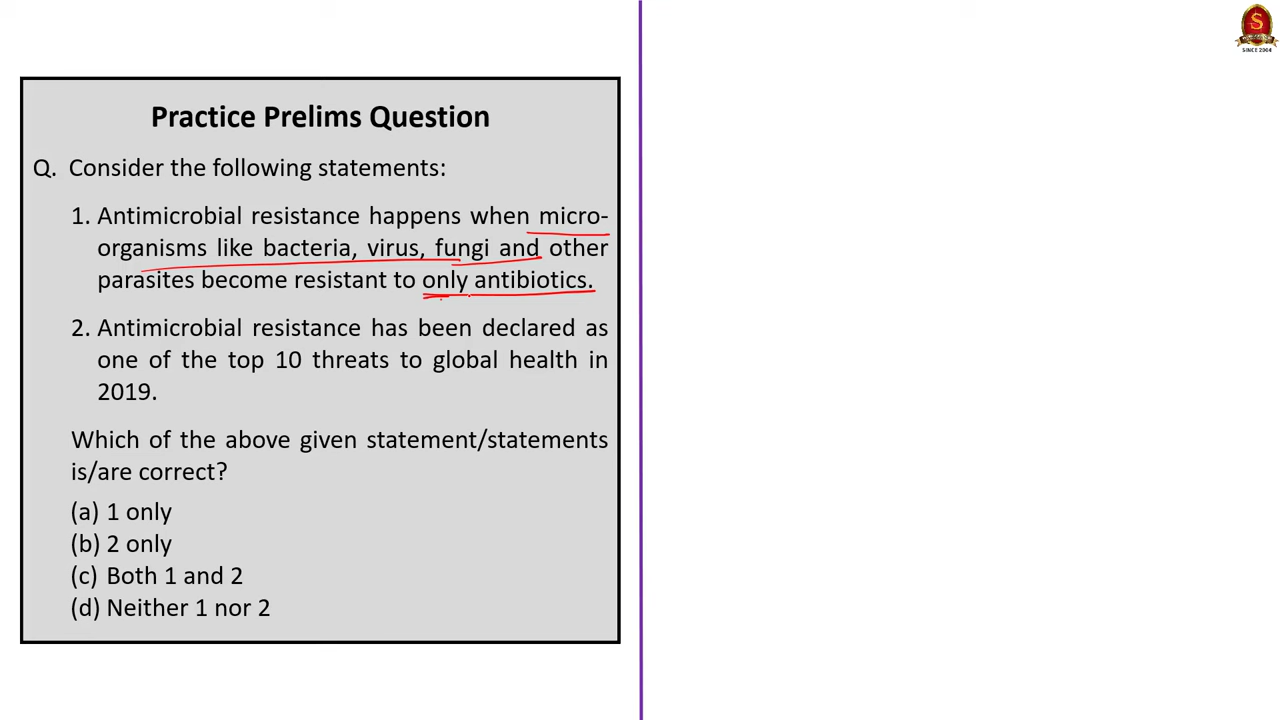 S
SINCE 2004
Practice Prelims Question
Q. Consider the following statements:
1. Antimicrobial resistance happens when micro-
organisms like bacteria, virus, fungi and other
parasites become resistant to only antibiotics.
2. Antimicrobial resistance has been declared as
one of the top 10 threats to global health in
2019.
Which of the above given statement/statements
is/are correct?
(a) 1 only
(b) 2 only
(c) Both 1 and 2
(d) Neither 1 nor 2